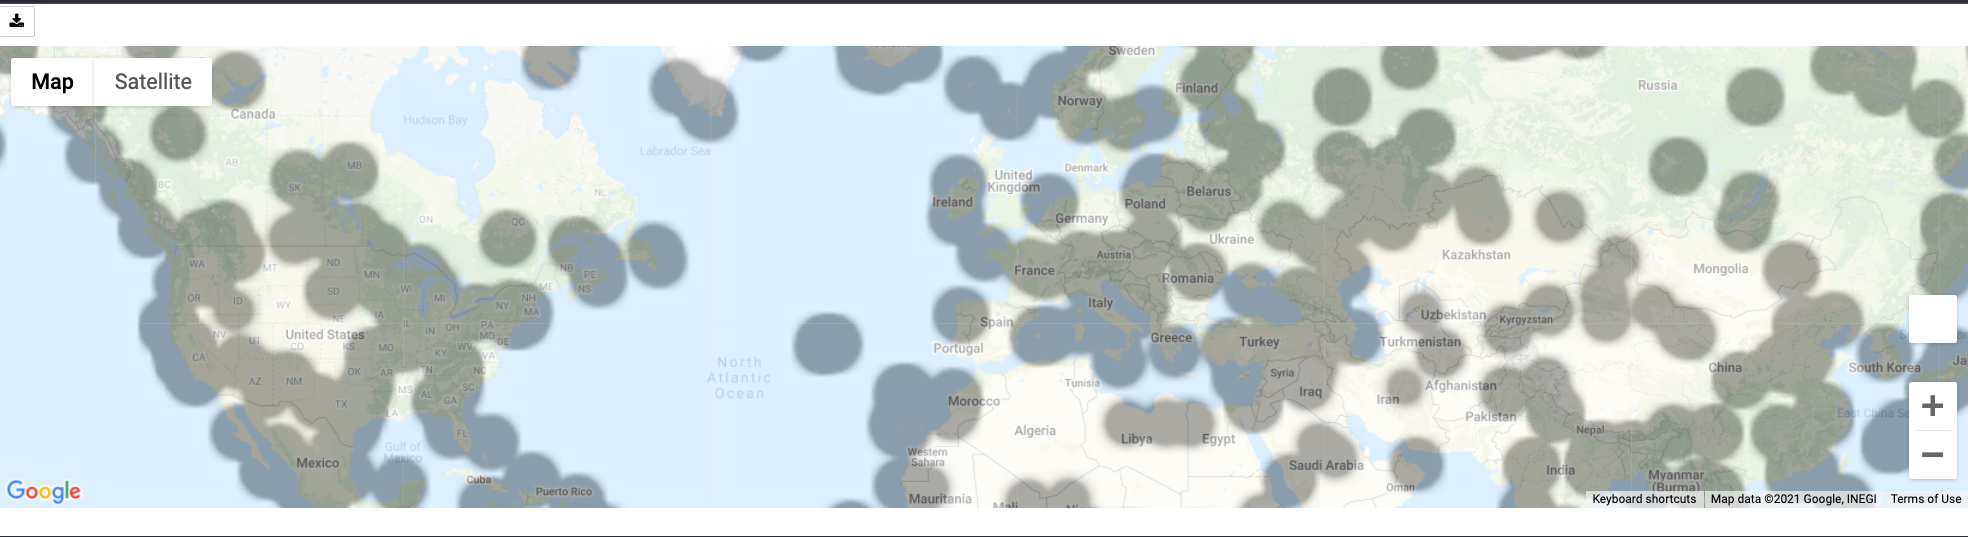 Map
Satellite
Sweden
Finland
Russia
Norway
Canada
Hudson Bay
Labrador Sea
AB
MB
Denmark
BC
SK
United
Kingdom
NL
Belarus
Ireland
Poland
ON
QC
Germany
Ukraine
Kazakhstan
Austria
WA
MT
ND
NB
PE
France
Mongolia
MN
ME
NS
Romania
OR
ID
SD
WI
MI
NH
NY
MA
Italy
WY
IA
Spain
Uzbekistan
Kyrgyzstan
United States
NV
UT
CO
KS
MO
IL
IN
OH
PA
MD
DE
Greece
Turkey
Turkmenistan
Portugal
CA
KY
WV
VA
North
Atlantic
Ocean
China
South Korea
Ja
AZ
NM
OK
AR
TN
NC
Tunisia
Syria
Iraq
Iran
Afghanistan
TX
MS
AL
GA
SC
LA
Morocco
Pakistan
East China Se
FL
Algeria
Libya
Egypt
Nepal
Gulf of
Mexico
Mexico
Western
Sahara
Saudi Arabia
India
Cuba
Puerto Rico
Oman
Myanmar
(Burma)
Mauritania
Mali
Google
Keyboard shortcuts
Map data ©2021 Google, INEGI
Terms of Use